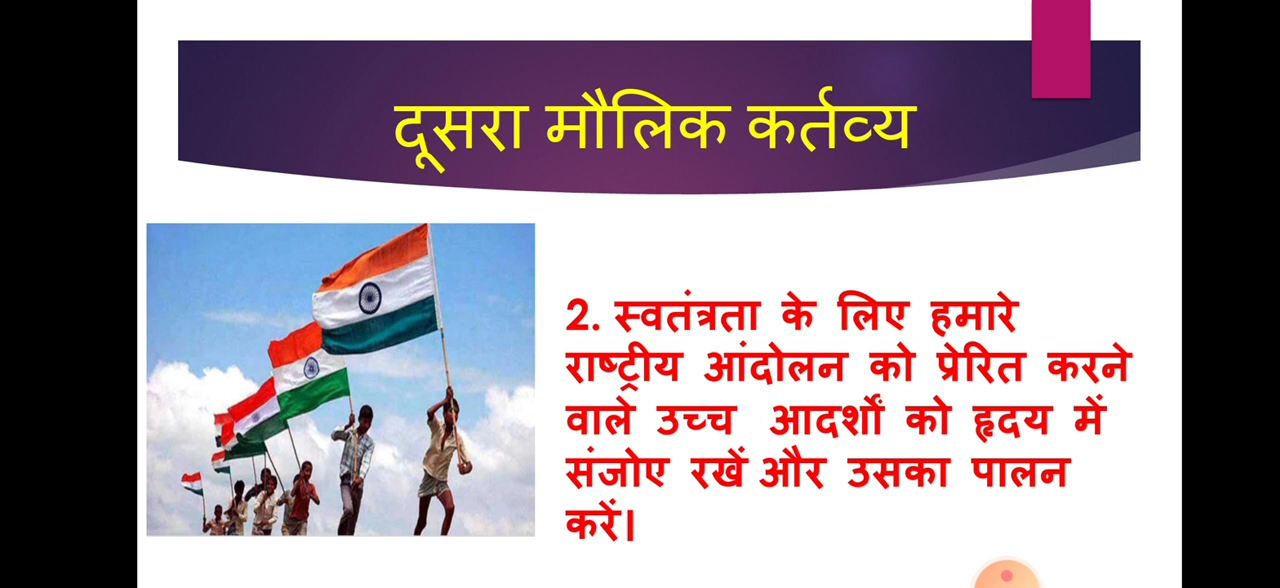 दूसरा मौलिक कर्तव्य
2. स्वतंत्रता के लिए हमारे
राष्ट्रीय आंदोलन को प्रेरित करने
वाले उच्च आदर्शों को हृदय में
संजोए रखें और उसका पालन
करें।